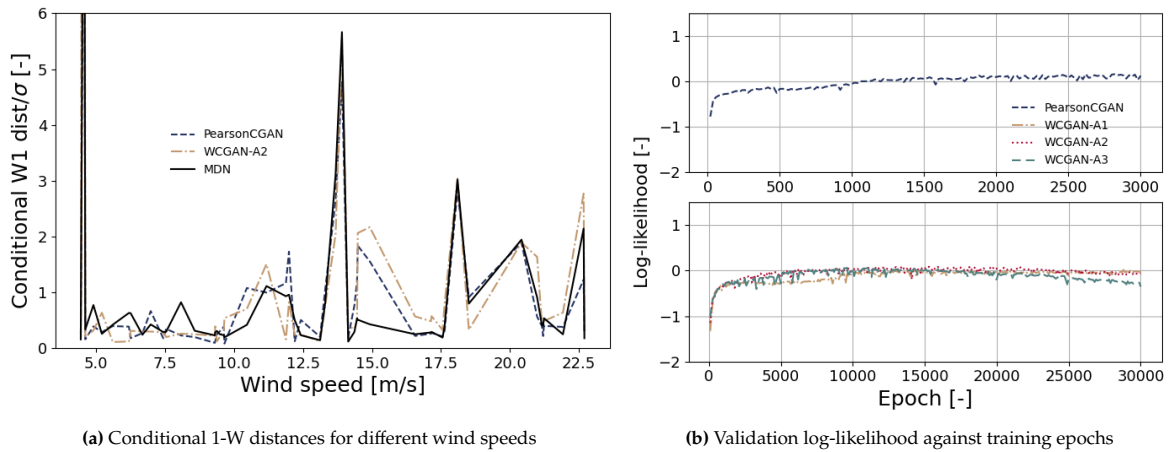 Conditional W1 dist/σ [-]
6
5
4
3
2
1
0
PearsonCGAN
WCGAN-A2
MDN
5.0 7.5 10.0 12.5 15.0 17.5 20.0 22.5
Wind speed [m/s]
(a) Conditional 1-W distances for different wind speeds
Log-likelihood [-]
1
0
−1
−2
PearsonCGAN
WCGAN-A1
WCGAN-A2
WCGAN-A3
0 500 1000 1500 2000 2500 3000
1
0
−1
−2
0 5000 10000 15000 20000 25000 30000
Epoch [-]
(b) Validation log-likelihood against training epochs